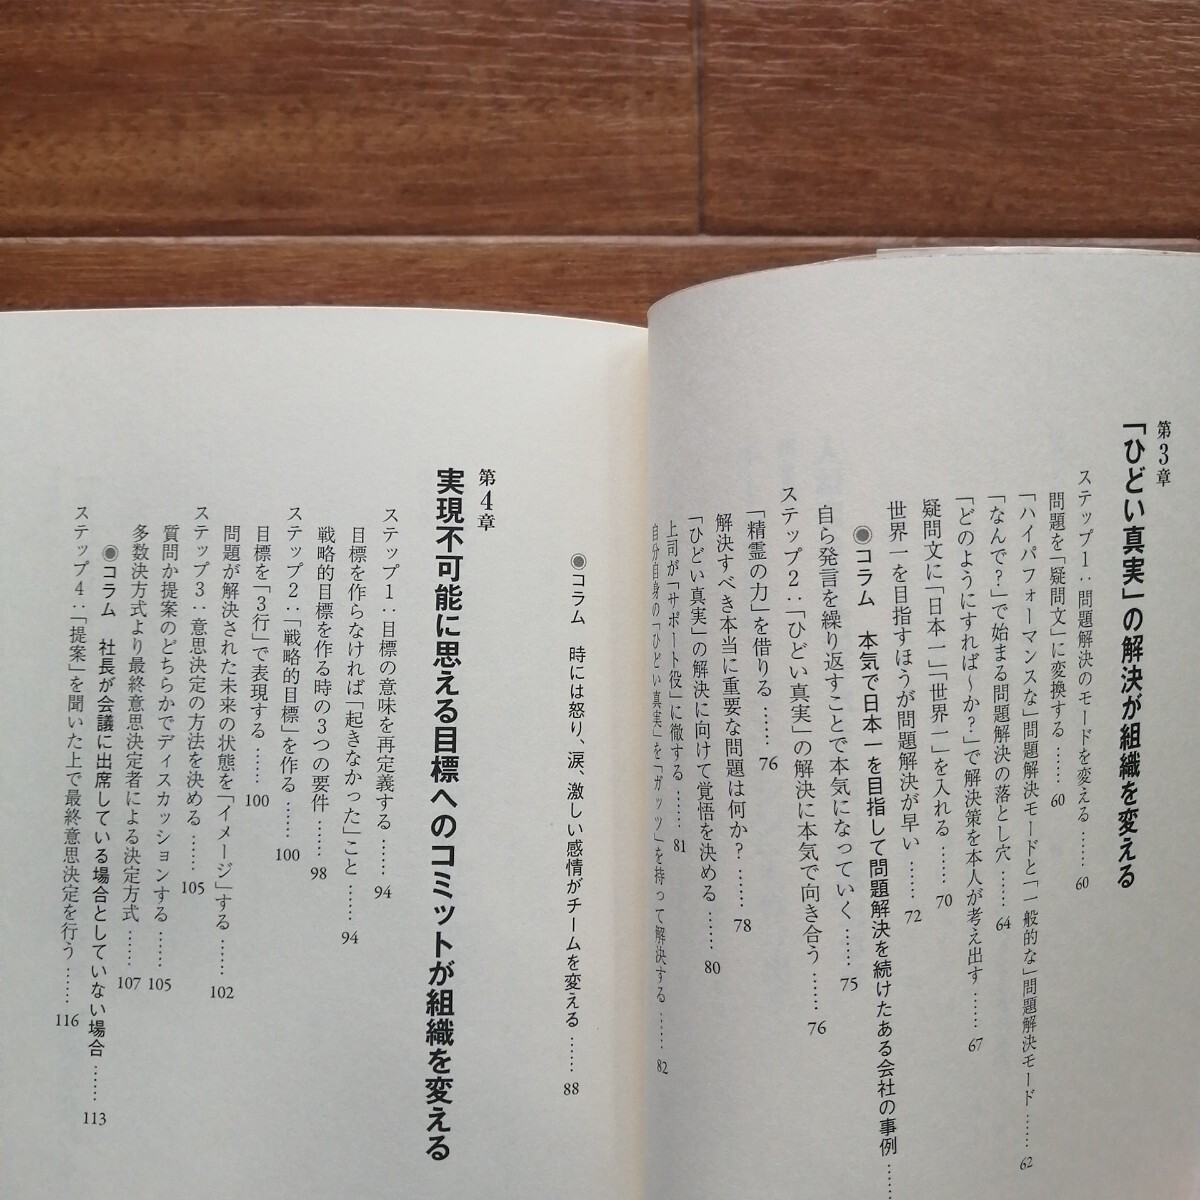 第3章
「ひどい真実」の解決が組織を変える
ステップ1:問題解決のモードを変える……60
問題を「疑問文」に変換する……60
「ハイパフォーマンスな」問題解決モードと「一般的な」問題解決モード……62
「なんで?」で始まる問題解決の落とし穴……64
「どのようにすれば〜か?」で解決策を本人が考え出す……67
疑問文に「日本一」「世界一」を入れる……70
世界一を目指すほうが問題解決が早い……72
◉コラム 本気で日本一を目指して問題解決を続けたある会社の事例……
自ら発言を繰り返すことで本気になっていく……75
ステップ2:「ひどい真実」の解決に本気で向き合う……76
「精霊の力」を借りる……76
解決すべき本当に重要な問題は何か?……78
「ひどい真実」の解決に向けて覚悟を決める……80
上司が「サポート役」に徹する……81
自分自身の「ひどい真実」を「ガッツ」を持って解決する……82
◉コラム 時には怒り、涙、激しい感情がチームを変える……88
第4章
実現不可能に思える目標へのコミットが組織を変える
ステップ1:目標の意味を再定義する……94
目標を作らなければ「起きなかった」こと……94
戦略的目標を作る時の3つの要件……98
ステップ2:「戦略的目標」を作る……100
目標を「3行」で表現する……100
問題が解決された未来の状態を「イメージ」する……102
ステップ3:意思決定の方法を決める……105
質問か提案のどちらかでディスカッションする……105
多数決方式より最終意思決定者による決定方式……107
◉コラム 社長が会議に出席している場合としていない場合……113
ステップ4:「提案」を聞いた上で最終意思決定を行う……116